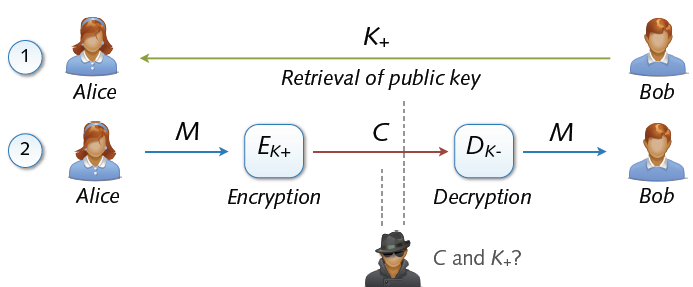 K+
1
Retrieval of public key
Alice
Bob
M
EK+
C
DK-
M
2
Alice
Encryption
Decryption
Bob
C and K+?